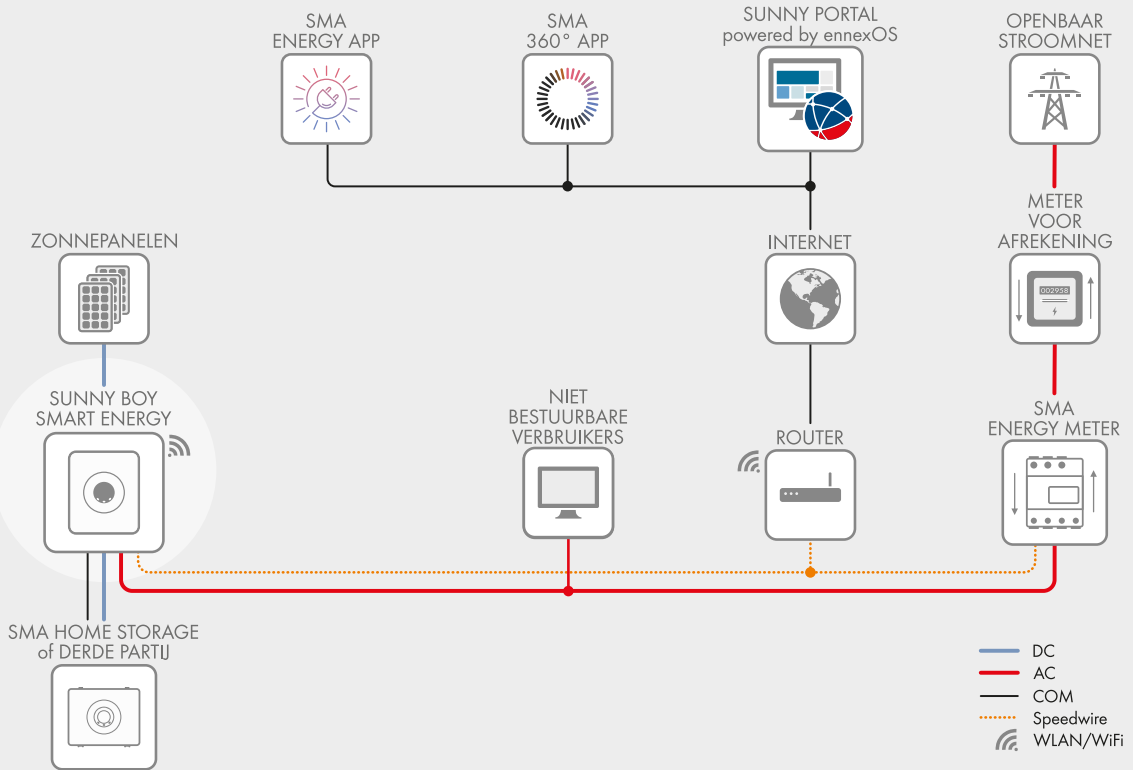 SMA
ENERGY APP
SMA
360° APP
SUNNY PORTAL
powered by ennexOS
OPENBAAR
STROOMNET
ZONNEPANELEN
INTERNET
METER
VOOR
AFREKENING
002958
SUNNY BOY
SMART ENERGY
NIET
BESTUURBARE
VERBRUIKERS
ROUTER
SMA
ENERGY METER
SMA HOME STORAGE
of DERDE PARTIJ
DC
AC
COM
Speedwire
WLAN/WiFi